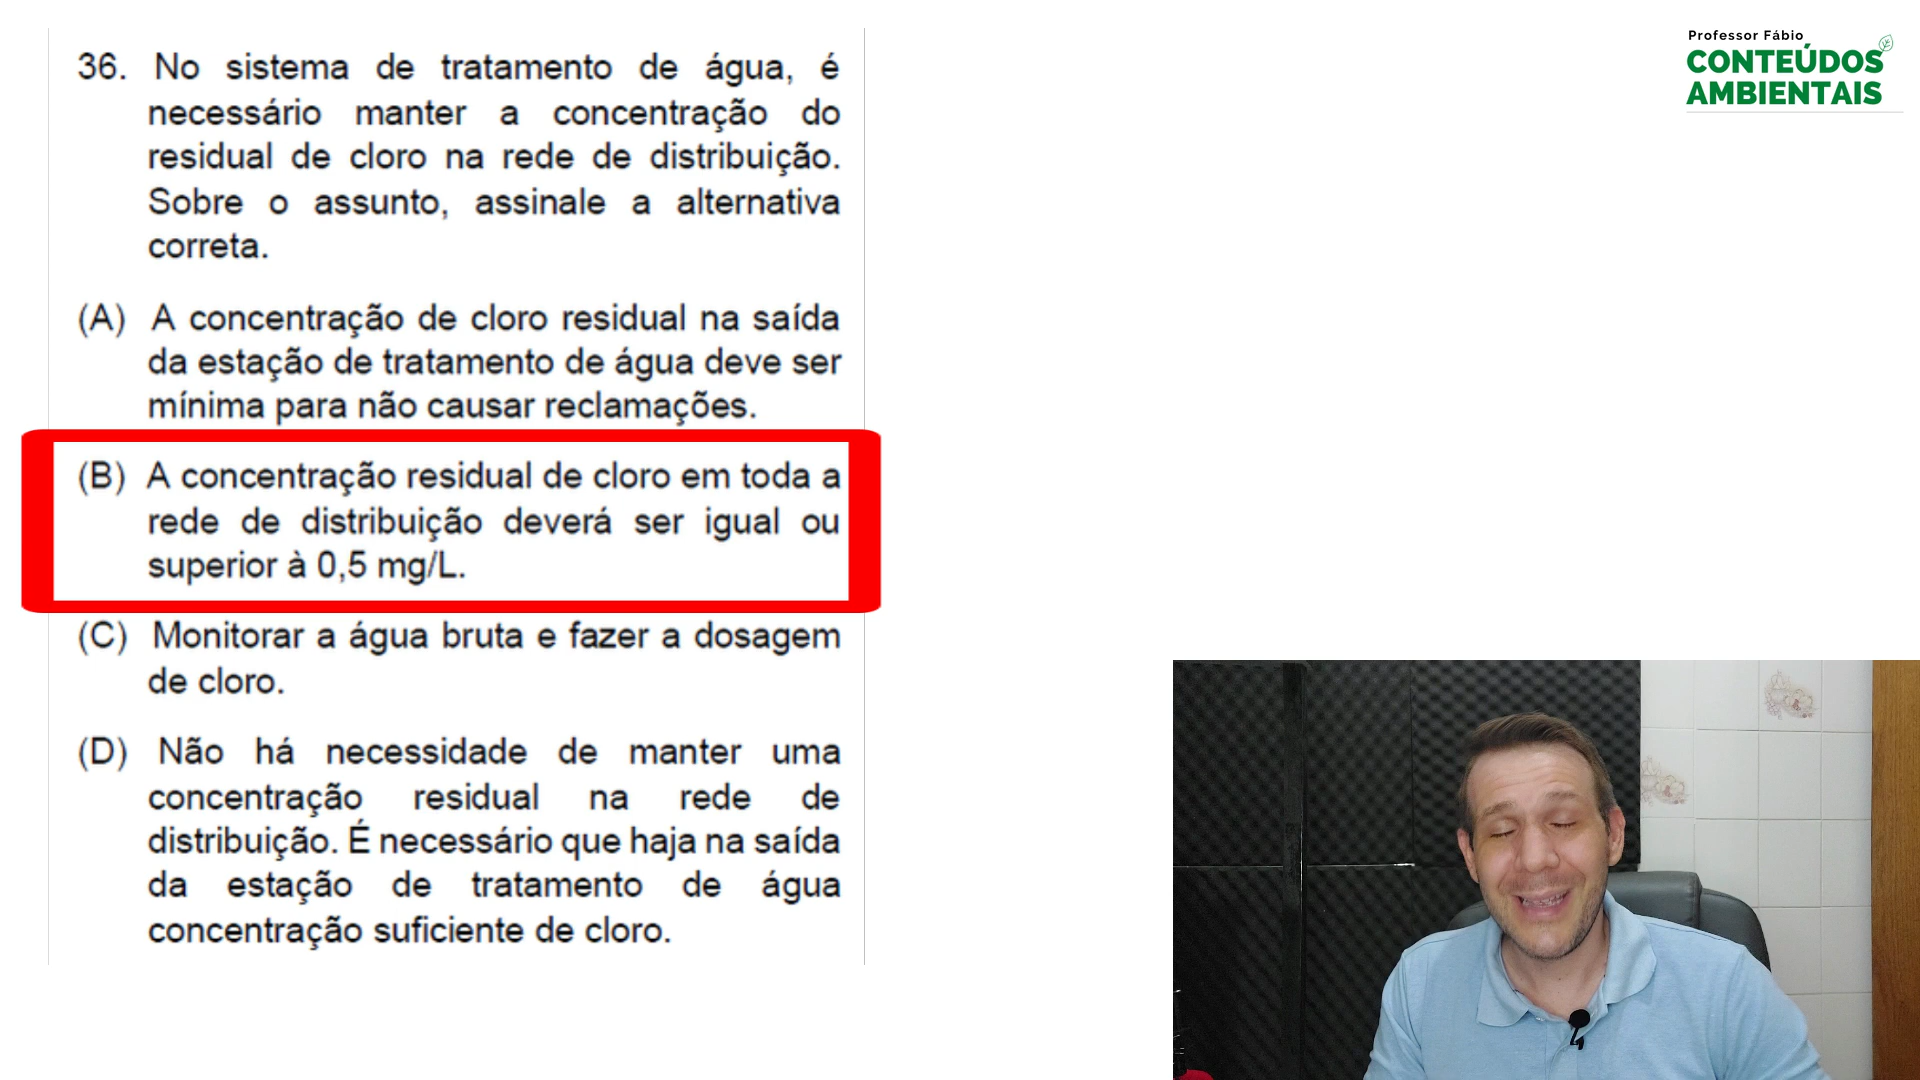 36. No sistema de tratamento de água, é
necessário manter a concentração do
residual de cloro na rede de distribuição.
Sobre o assunto, assinale a alternativa
correta.
(A) A concentração de cloro residual na saída
da estação de tratamento de água deve ser
mínima para não causar reclamações.
(B) A concentração residual de cloro em toda a
rede de distribuição deverá ser igual ou
superior à 0,5 mg/L.
(C) Monitorar a água bruta e fazer a dosagem
de cloro.
(D) Não há necessidade de manter uma
concentração residual na rede de
distribuição. É necessário que haja na saída
da estação de tratamento de água
concentração suficiente de cloro.
Professor Fábio
CONTEÚDOS
AMBIENTAIS